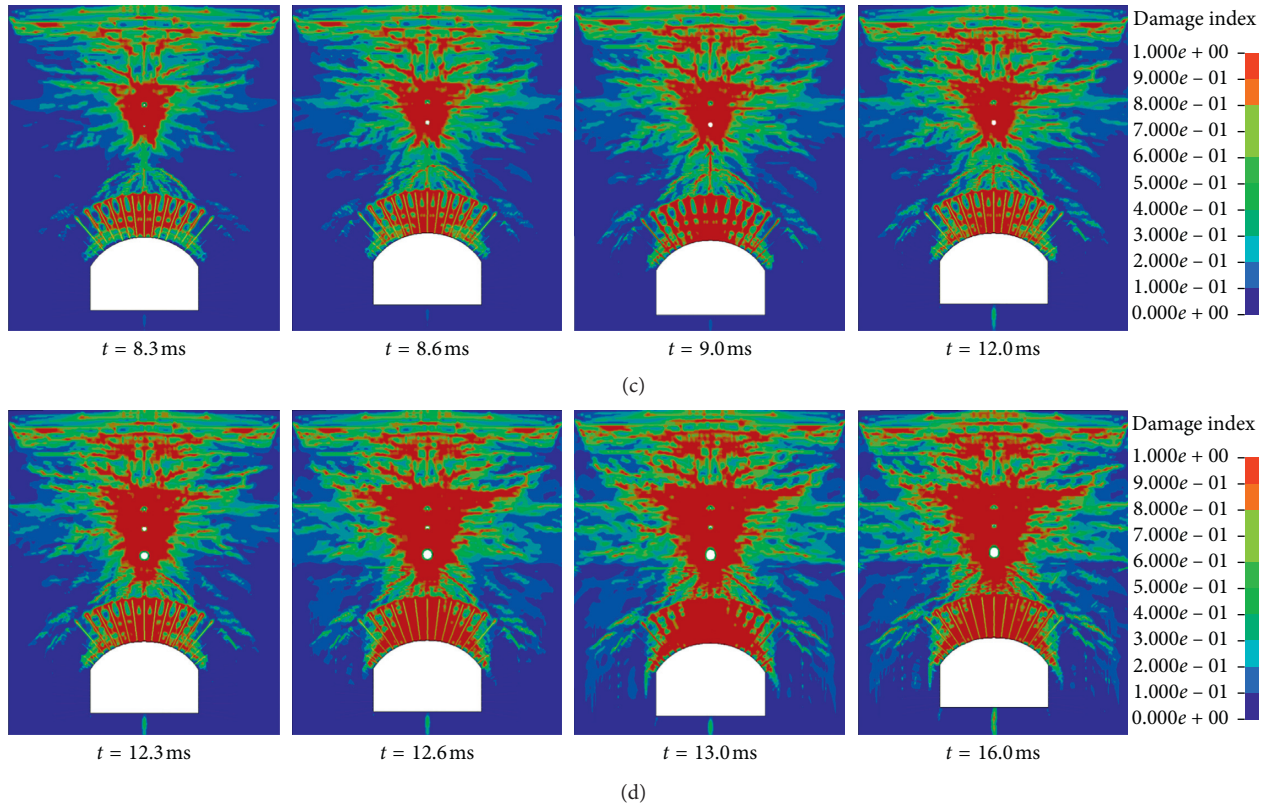 Damage index
1.000e + 00
9.000e – 01
8.000e – 01
7.000e – 01
6.000e – 01
5.000e – 01
4.000e – 01
3.000e – 01
2.000e – 01
1.000e – 01
0.000e + 00
t = 8.3 ms
t = 8.6 ms
t = 9.0 ms
t = 12.0 ms
(c)
Damage index
1.000e + 00
9.000e – 01
8.000e – 01
7.000e – 01
6.000e – 01
5.000e – 01
4.000e – 01
3.000e – 01
2.000e – 01
1.000e – 01
0.000e + 00
t = 12.3 ms
t = 12.6 ms
t = 13.0 ms
t = 16.0 ms
(d)